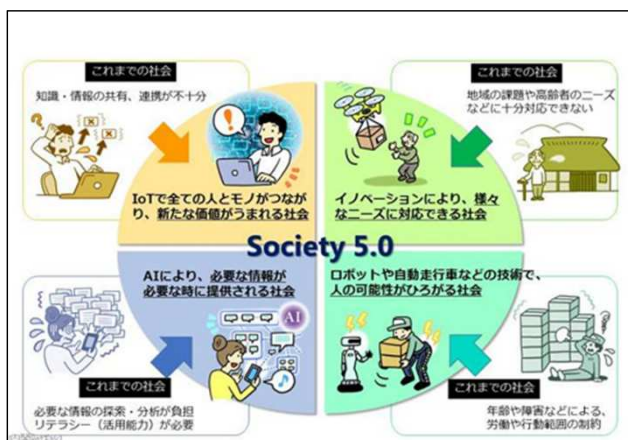 これまでの社会
知識・情報の共有、連携が不十分
IoTで全ての人とモノがつなが
り、新たな価値がうまれる社会
これまでの社会
地域の課題や高齢者のニーズ
などに十分対応できない
イノベーションにより、様々
なニーズに対応できる社会
Society 5.0
AIにより、必要な情報が
必要な時に提供される社会
AI
これまでの社会
必要な情報の探索・分析が負担
リテラシー（活用能力）が必要
ロボットや自動走行車などの技術で、
人の可能性がひろがる社会
これまでの社会
年齢や障害などによる、
労働や行動範囲の制約